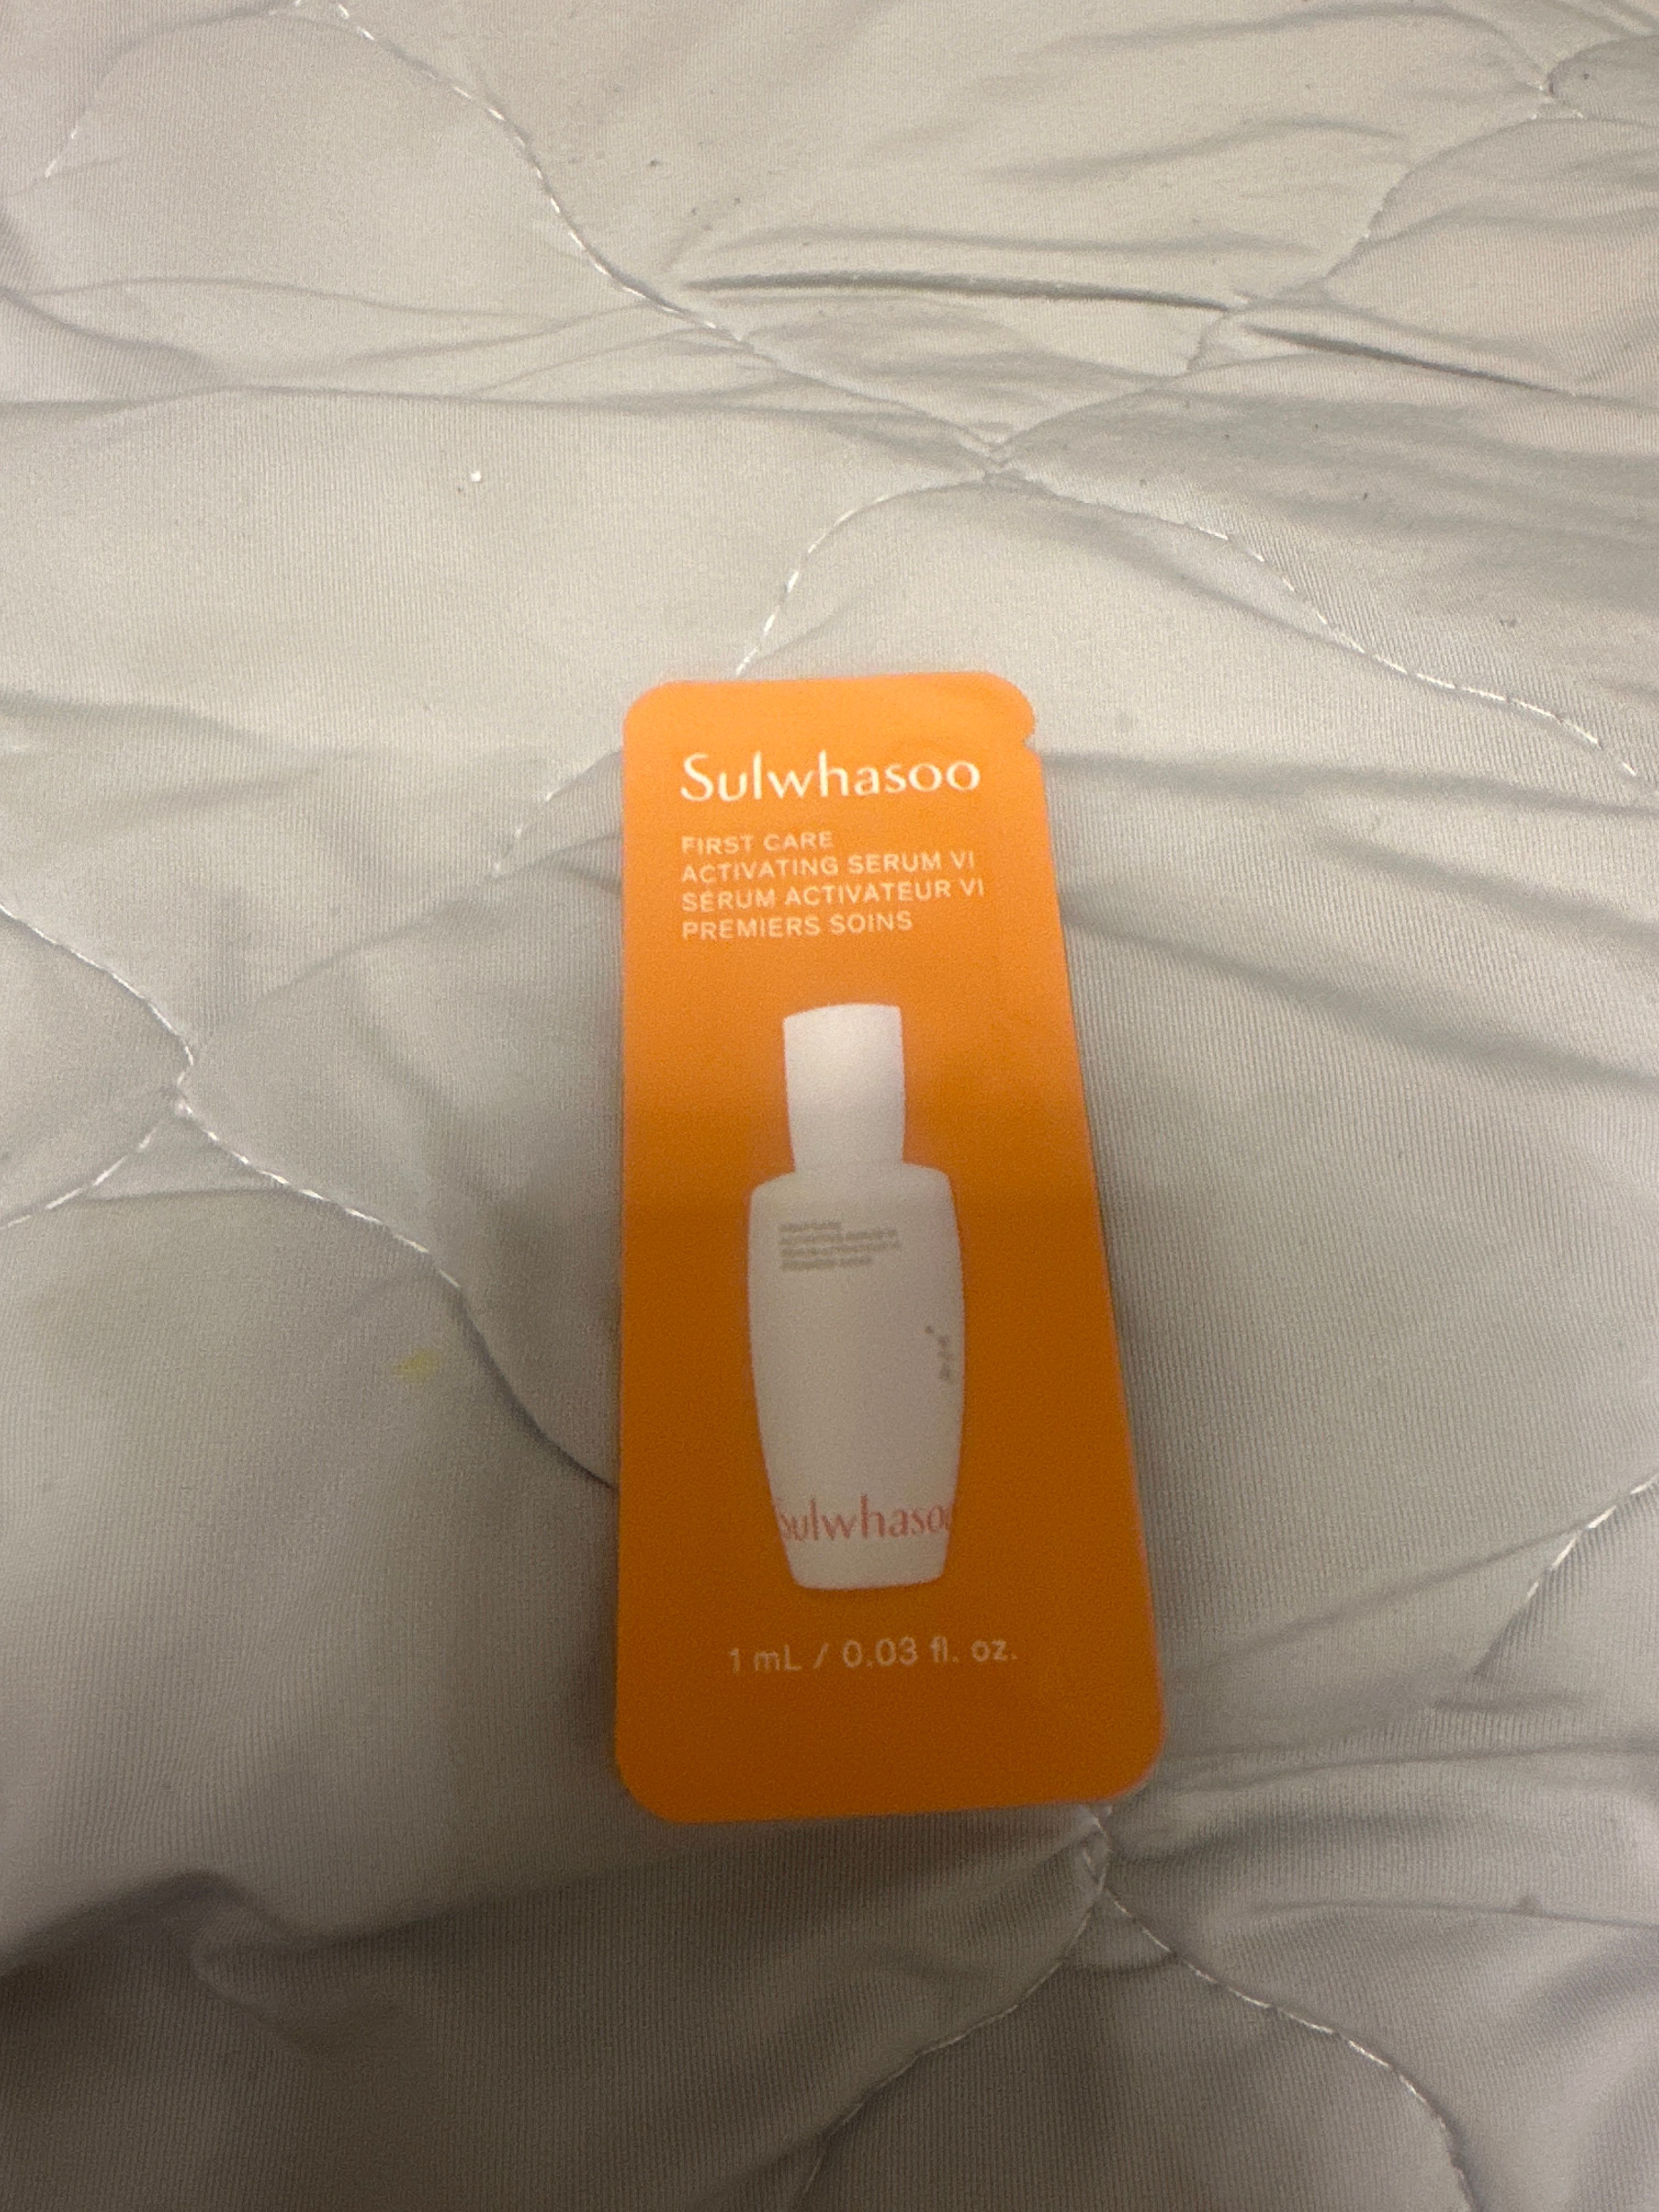 Sulwhasoo
FIRST CARE
ACTIVATING SERUM VI
SÉRUM ACTIVATEUR VI
PREMIERS SOINS
Sulwhasoo
1 mL / 0.03 fl. oz.